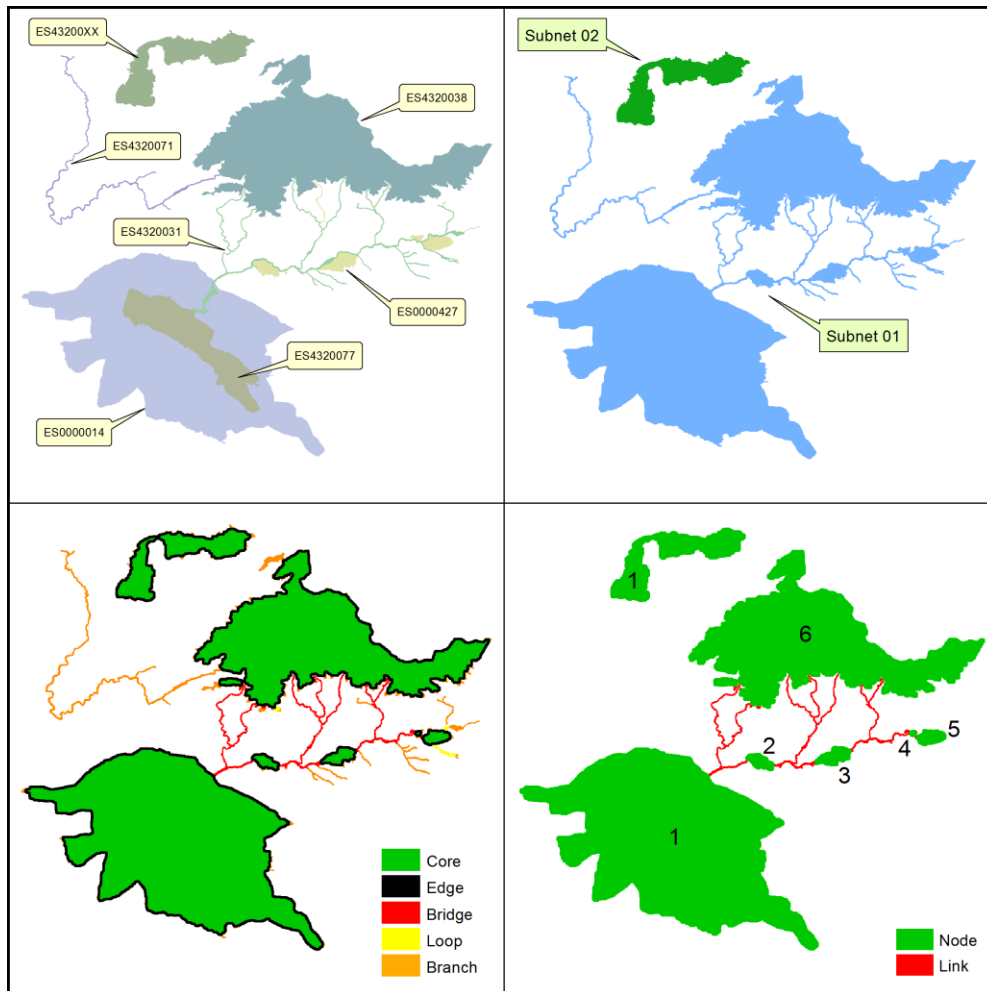 ES43200XX
ES4320038
ES4320071
ES4320031
ES0000427
ES4320077
ES0000014
Subnet 02
Subnet 01
Core
Edge
Bridge
Loop
Branch
1
6
2
5
4
3
1
Node
Link